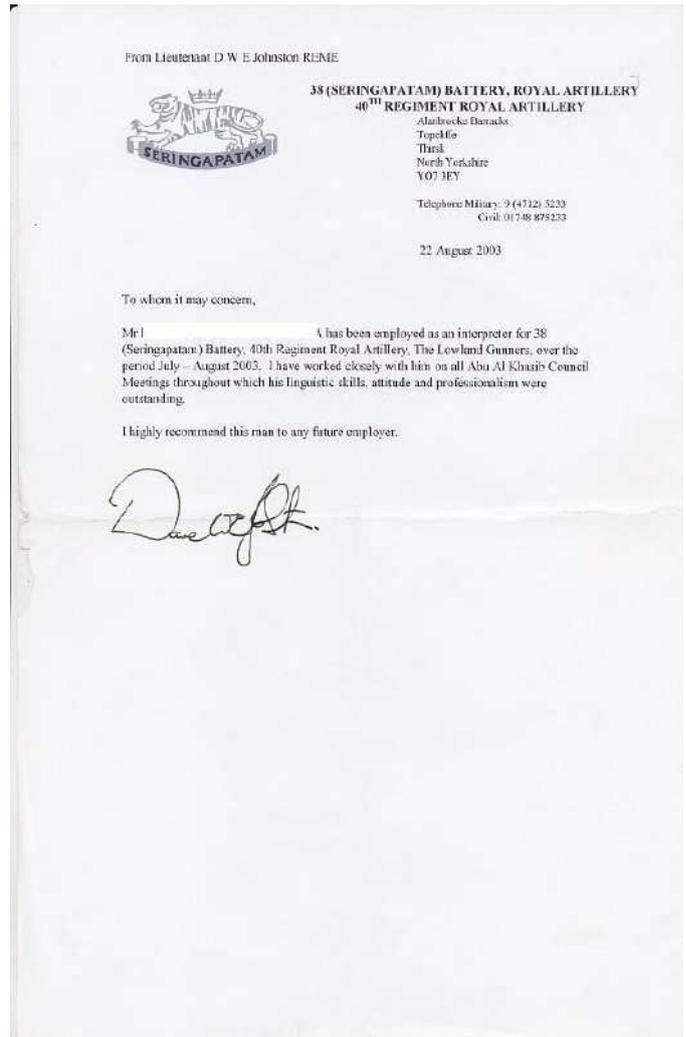 From Lieutenant D W E Johnston REME
38 (SERINGAPATAM) BATTERY, ROYAL ARTILLERY
40TH REGIMENT ROYAL ARTILLERY
SERINGAPATAM
Alanbrooke Barracks
Topcliffe
Thirsk
North Yorkshire
YO7 3EY
Telephone Military: 9 (4712) 5233
Civil: 01748 875233
22 August 2003
To whom it may concern,
Mr has been employed as an interpreter for 38
(Seringapatam) Battery, 40th Regiment Royal Artillery, The Lowland Gunners, over the
period July – August 2003. I have worked closely with him on all Abu Al Khasib Council
Meetings throughout which his linguistic skills, attitude and professionalism were
outstanding.
I highly recommend this man to any future employer.